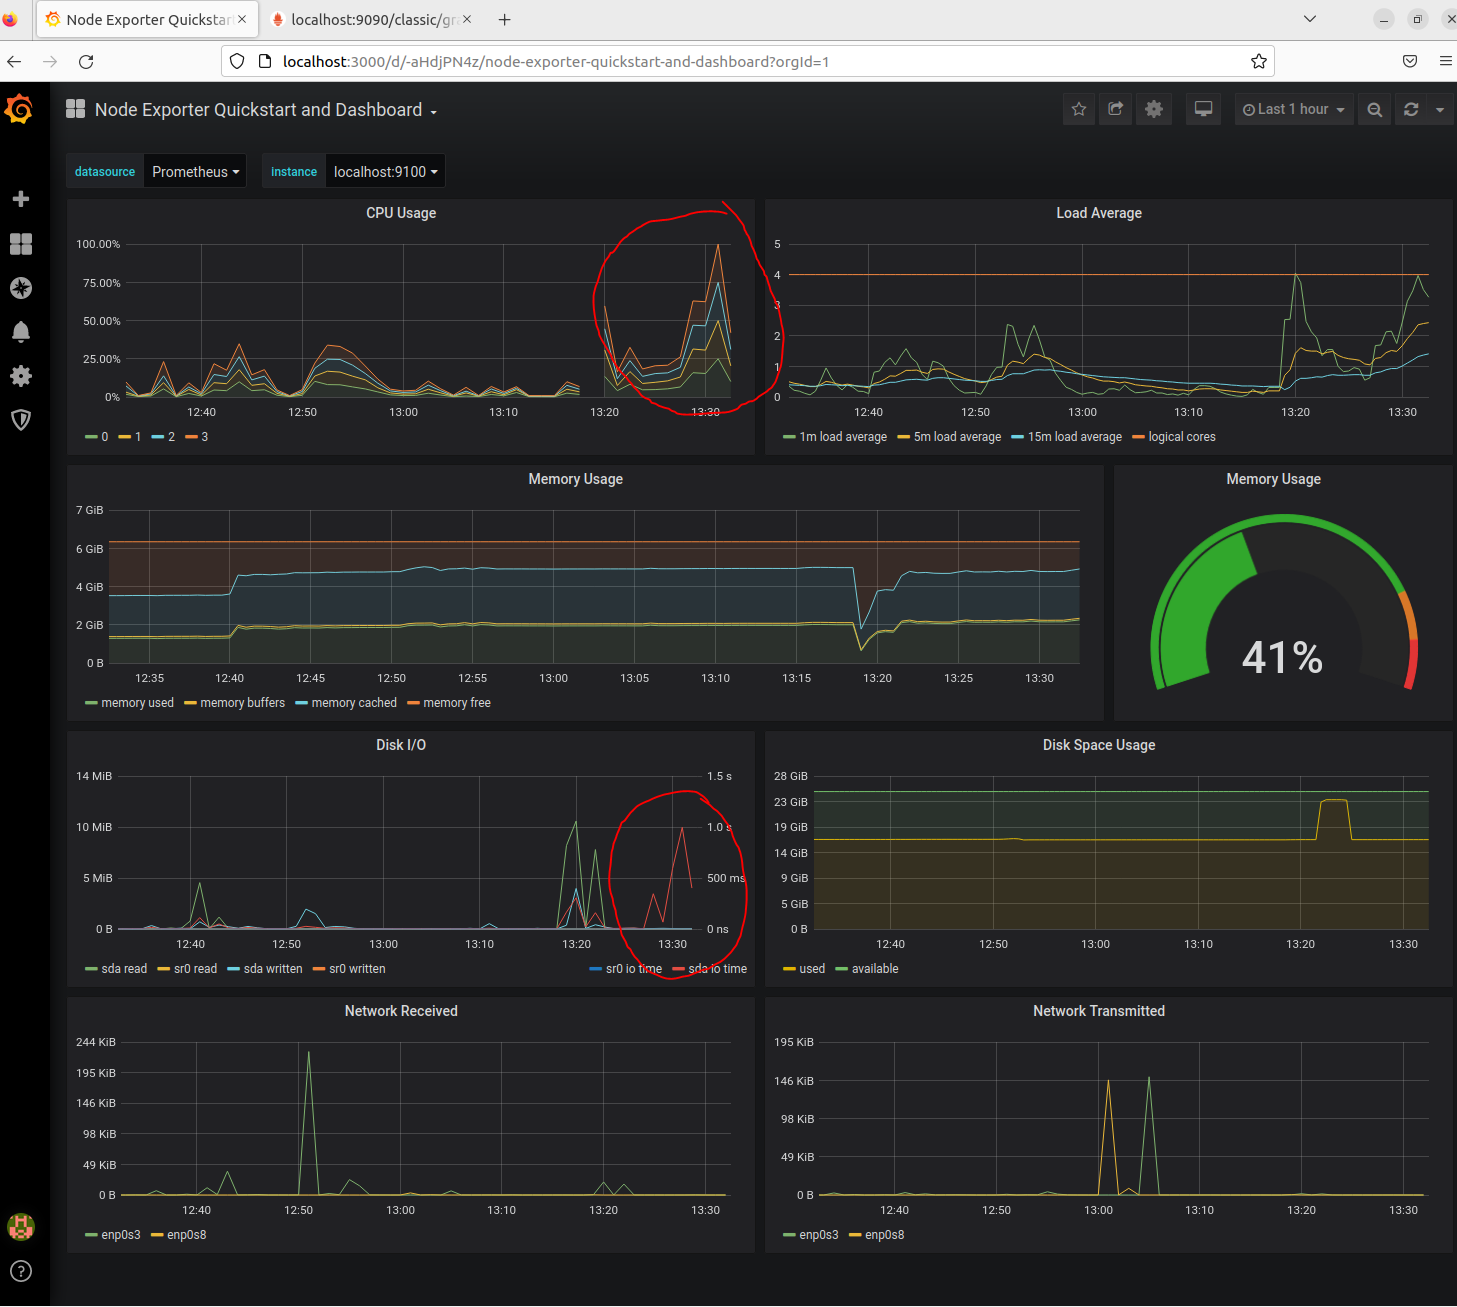 Node Exporter Quickstar
localhost:9090/classic/gra
localhost:3000/d/-aHdjPN4z/node-exporter-quickstart-and-dashboard?orgId=1
Node Exporter Quickstart and Dashboard
Last 1 hour
datasource Prometheus instance localhost:9100
CPU Usage
100.00%
75.00%
50.00%
25.00%
0%
12:40 12:50 13:00 13:10 13:20 13:30
0 1 2 3
Load Average
5
4
3
2
1
0
12:40 12:50 13:00 13:10 13:20 13:30
1m load average 5m load average 15m load average logical cores
Memory Usage
7 GiB
6 GiB
4 GiB
2 GiB
0 B
12:35 12:40 12:45 12:50 12:55 13:00 13:05 13:10 13:15 13:20 13:25 13:30
memory used memory buffers memory cached memory free
Memory Usage
41%
Disk I/O
14 MiB 1.5 s
10 MiB 1.0 s
5 MiB 500 ms
0 B 0 ns
12:40 12:50 13:00 13:10 13:20 13:30
sda read sr0 read sda written sr0 written sr0 io time sda io time
Disk Space Usage
28 GiB
23 GiB
19 GiB
14 GiB
9 GiB
5 GiB
0 B
12:40 12:50 13:00 13:10 13:20 13:30
used available
Network Received
244 KiB
195 KiB
146 KiB
98 KiB
49 KiB
0 B
12:40 12:50 13:00 13:10 13:20 13:30
enp0s3 enp0s8
Network Transmitted
195 KiB
146 KiB
98 KiB
49 KiB
0 B
12:40 12:50 13:00 13:10 13:20 13:30
enp0s3 enp0s8